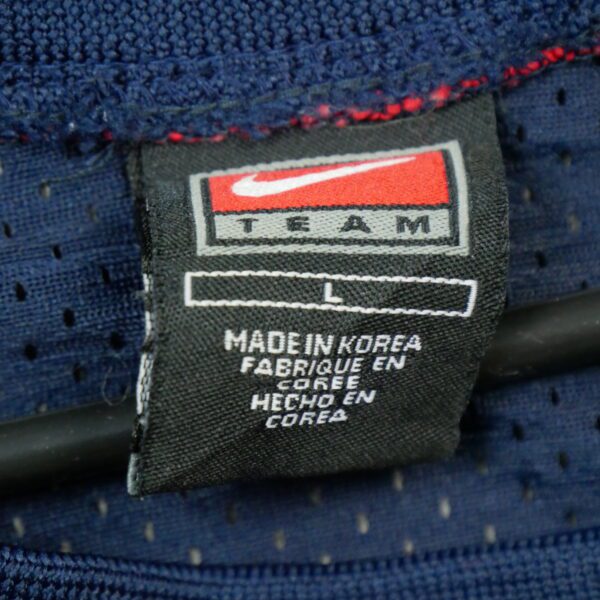 TEAM
L
MADE IN KOREA
FABRIQUE EN
COREE
HECHO EN
COREA